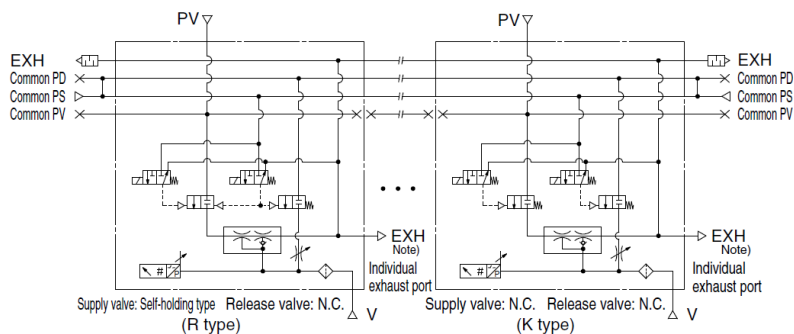 PV
PV
EXH
EXH
Common PD
Common PD
Common PS
Common PS
Common PV
Common PV
EXH
Note)
EXH
Note)
# P
Individual
exhaust port
# P
Individual
exhaust port
Supply valve: Self-holding type Release valve: N.C.
V
Supply valve: N.C. Release valve: N.C.
V
(R type)
(K type)